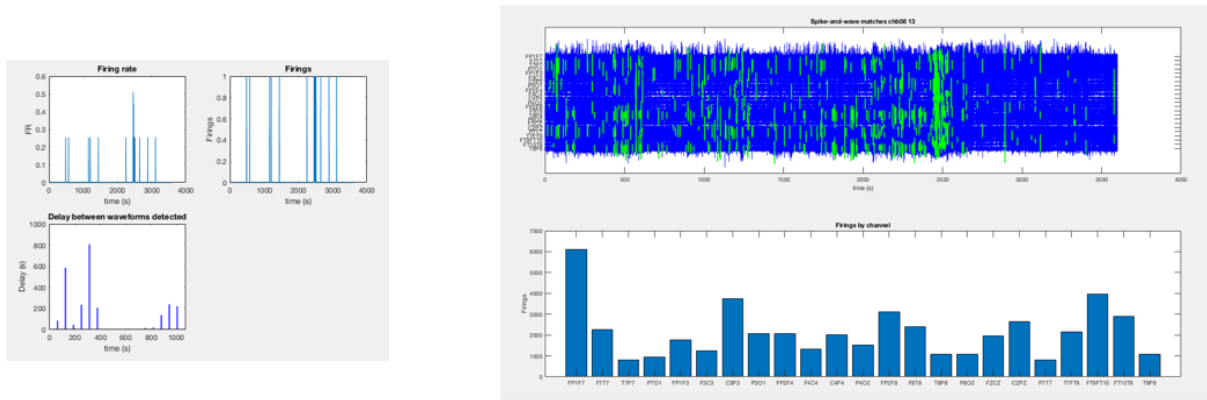 Firing rate
Firings
0.6
0.5
0.4
0.3
0.2
0.1
0
FR
0 1000 2000 3000 4000
time (s)
1
0.8
0.6
0.4
0.2
0
Firings
0 1000 2000 3000 4000
time (s)
Delay between waveforms detected
1000
800
600
400
200
0
Delay (s)
0 200 400 600 800 1000
time (s)
Spike-and-wave matches chb08 13
0 500 1000 1500 2000 2500 3000 3500 4000
time (s)
Firings by channel
7000
6000
5000
4000
3000
2000
1000
0
Firings
FP1F7 F7T7 T7P7 P7O1 FP1F3 F3C3 C3P3 P3O1 FP2F4 F4C4 C4P4 P4O2 FP2F8 F8T8 T8P8 P8O2 FZCZ CZPZ P7T7 T7FT9 FT9FT10 FT10T8 T8P8